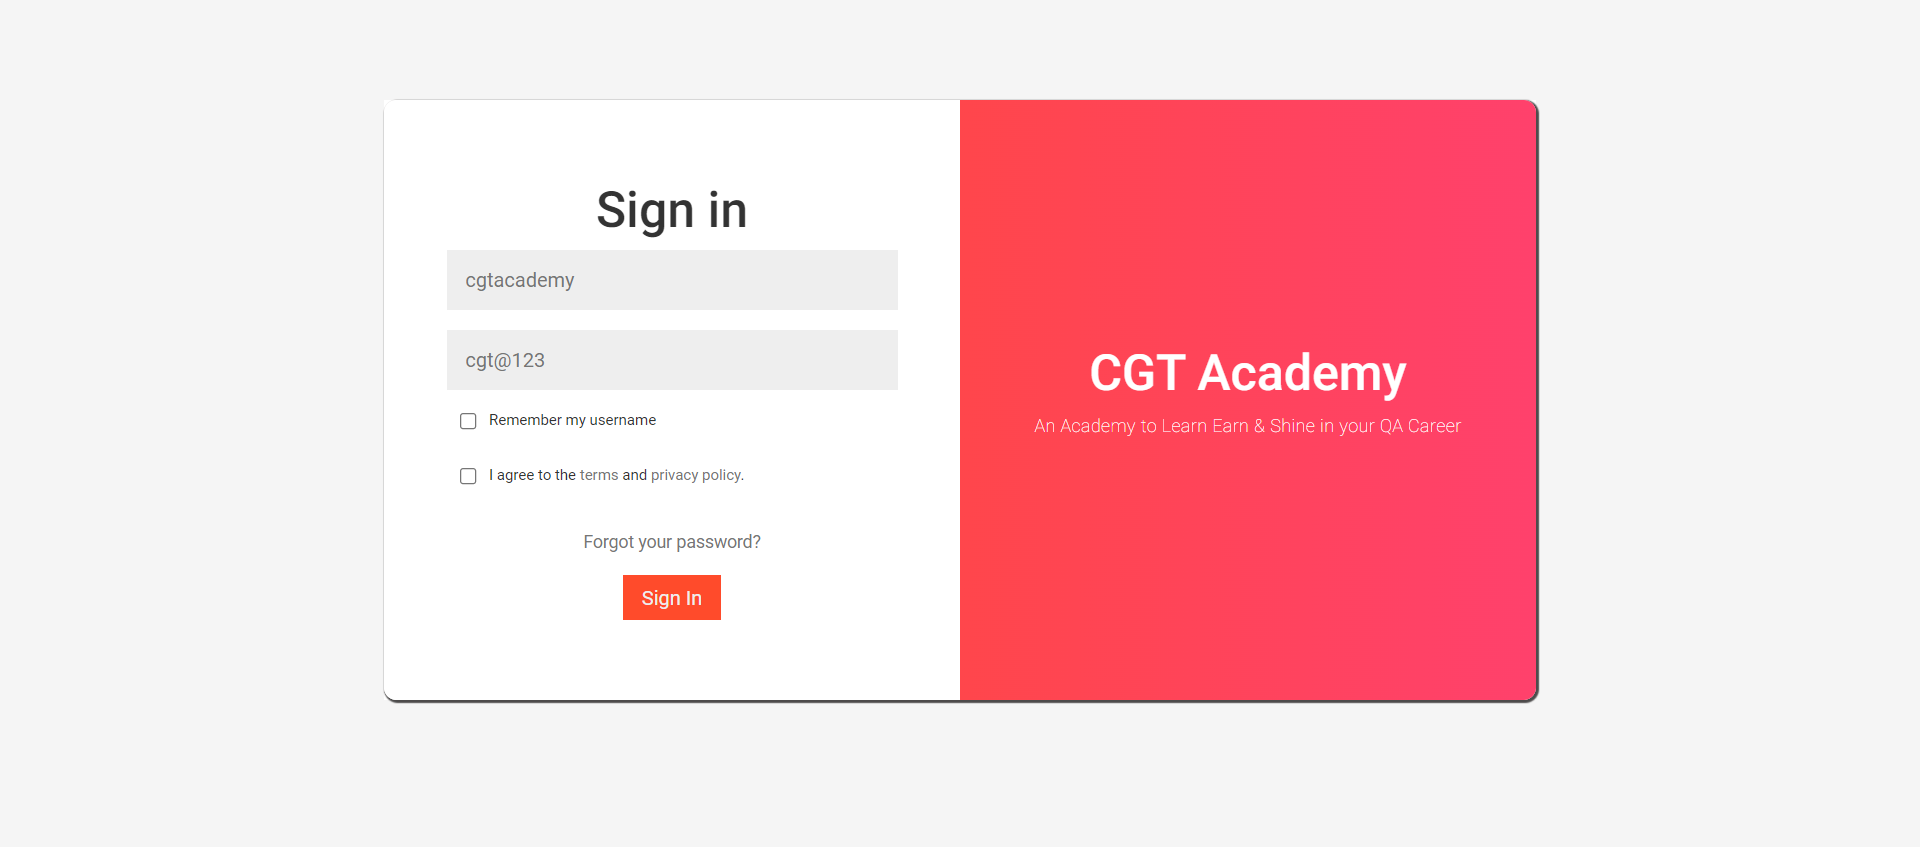 Sign in
cgtacademy
cgt@123
Remember my username
I agree to the terms and privacy policy.
Forgot your password?
Sign In
CGT Academy
An Academy to Learn Earn & Shine in your QA Career